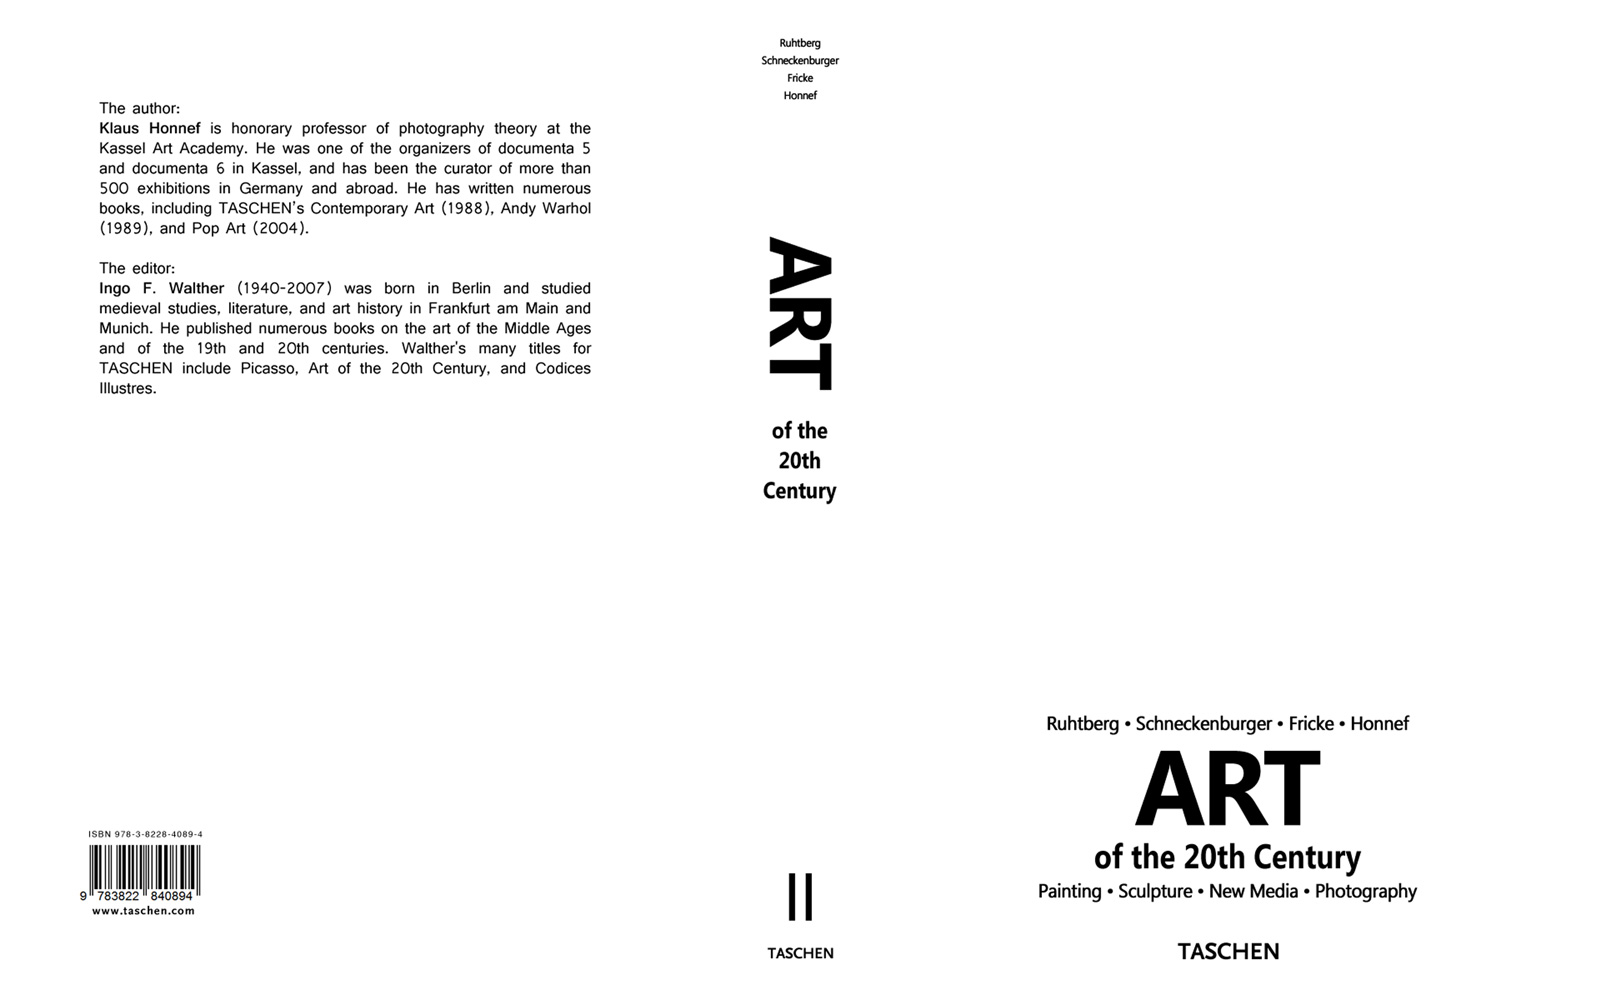 The author:
Klaus Honnef is honorary professor of photography theory at the
Kassel Art Academy. He was one of the organizers of documenta 5
and documenta 6 in Kassel, and has been the curator of more than
500 exhibitions in Germany and abroad. He has written numerous
books, including TASCHEN's Contemporary Art (1988), Andy Warhol
(1989), and Pop Art (2004).
The editor:
Ingo F. Walther (1940-2007) was born in Berlin and studied
medieval studies, literature, and art history in Frankfurt am Main and
Munich. He published numerous books on the art of the Middle Ages
and of the 19th and 20th centuries. Walther's many titles for
TASCHEN include Picasso, Art of the 20th Century, and Codices
Illustres.
ISBN 978-3-8228-4089-4
9 783822 840894
www.taschen.com
Ruhtberg
Schneckenburger
Fricke
Honnef
ART
of the
20th
Century
II
TASCHEN
Ruhtberg • Schneckenburger • Fricke • Honnef
ART
of the 20th Century
Painting • Sculpture • New Media • Photography
TASCHEN